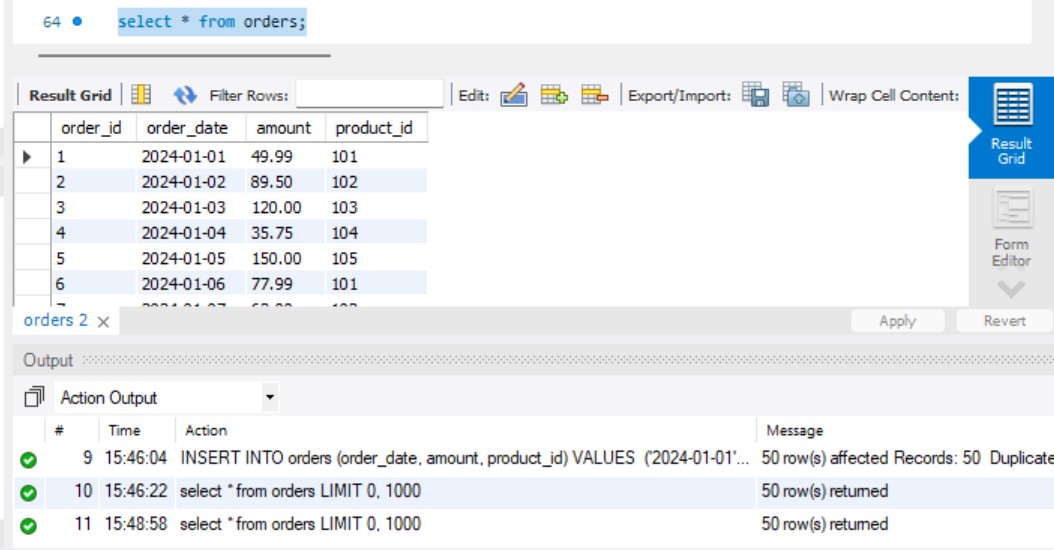 64 select * from orders;
Result Grid Filter Rows: Edit: Export/Import: Wrap Cell Content:
order_id order_date amount product_id
1 2024-01-01 49.99 101
2 2024-01-02 89.50 102
3 2024-01-03 120.00 103
4 2024-01-04 35.75 104
5 2024-01-05 150.00 105
6 2024-01-06 77.99 101
Result
Grid
Form
Editor
orders 2 Apply Revert
Output
Action Output
# Time Action Message
9 15:46:04 INSERT INTO orders (order_date, amount, product_id) VALUES ('2024-01-01'... 50 row(s) affected Records: 50 Duplicate
10 15:46:22 select * from orders LIMIT 0, 1000 50 row(s) returned
11 15:48:58 select * from orders LIMIT 0, 1000 50 row(s) returned